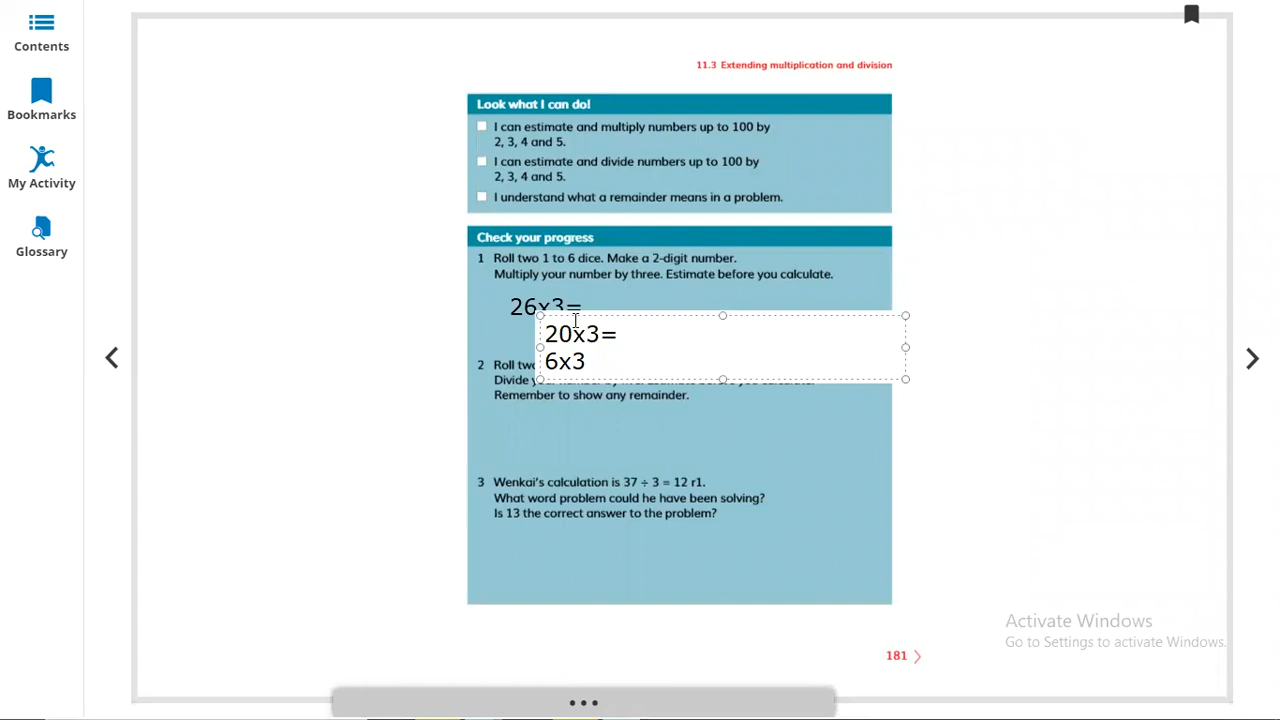 Contents
Bookmarks
My Activity
Glossary
11.3 Extending multiplication and division
Look what I can do!
I can estimate and multiply numbers up to 100 by
2, 3, 4 and 5.
I can estimate and divide numbers up to 100 by
2, 3, 4 and 5.
I understand what a remainder means in a problem.
Check your progress
1 Roll two 1 to 6 dice. Make a 2-digit number.
Multiply your number by three. Estimate before you calculate.
26x3=
20x3=
6x3
2 Roll two
Divide
Remember to show any remainder.
3 Wenkai's calculation is 37 ÷ 3 = 12 r1.
What word problem could he have been solving?
Is 13 the correct answer to the problem?
Activate Windows
Go to Settings to activate Windows.
181